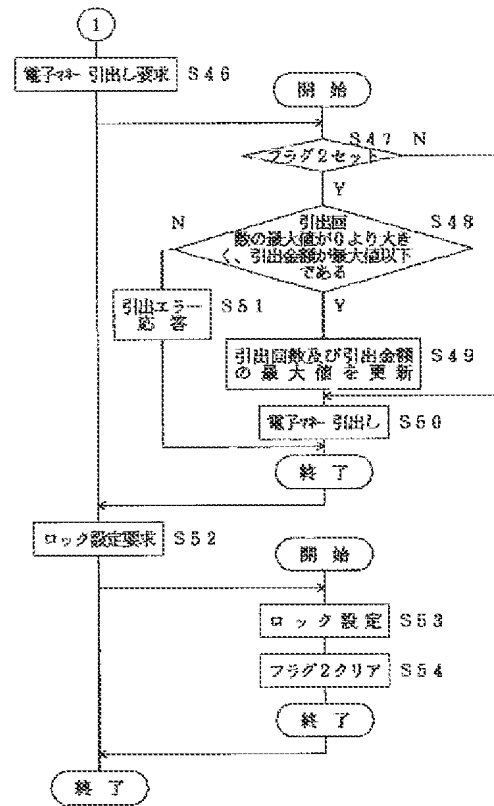 1
電子マネー引出し要求 S46
開始
S47 N
フラグ2セット
Y
N
引出回
S48
数の最大値が0より大き
く、引出金額が最大値以下
である
引出エラー
応答
S51
Y
引出回数及び引出金額
の最大値を更新
S49
電子マネー引出し S50
終了
ロック設定要求 S52
開始
ロック設定 S53
フラグ2クリア S54
終了
終了